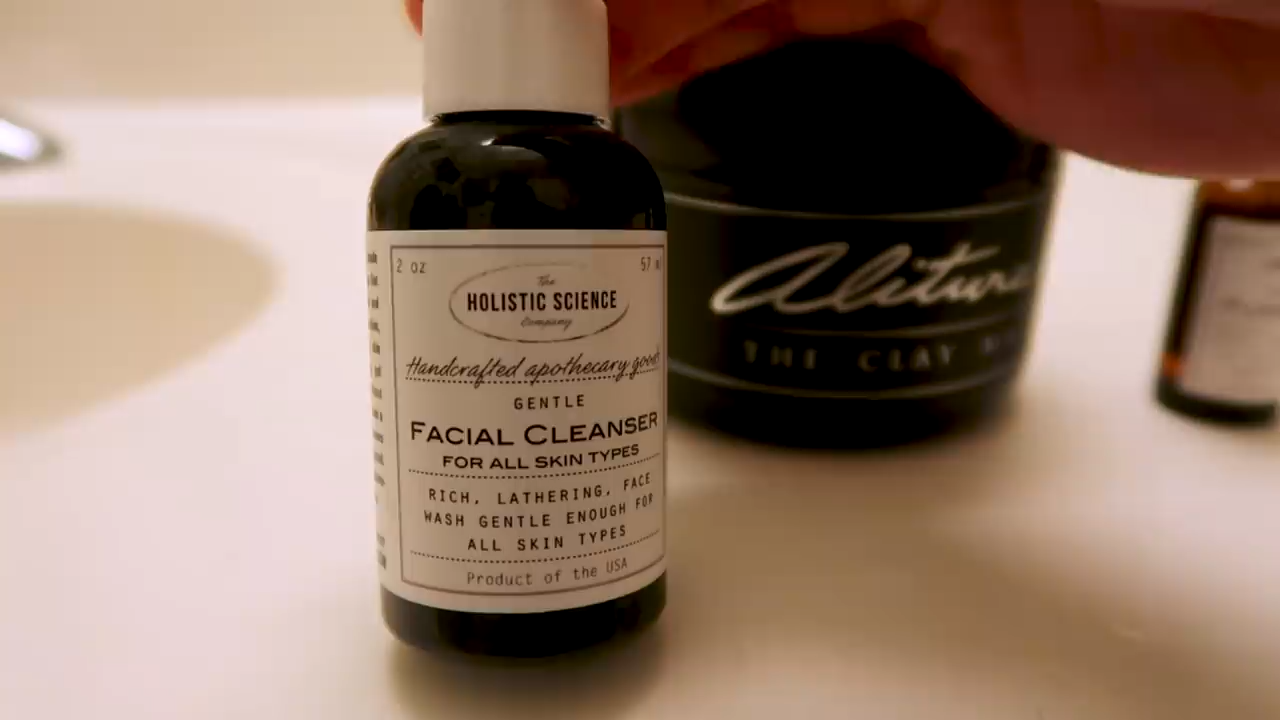 2 oz
57 m
The
HOLISTIC SCIENCE
Company
Handcrafted apothecary goods
GENTLE
FACIAL CLEANSER
FOR ALL SKIN TYPES
RICH, LATHERING, FACE
WASH GENTLE ENOUGH FOR
ALL SKIN TYPES
Product of the USA
Alitura
THE CLAY